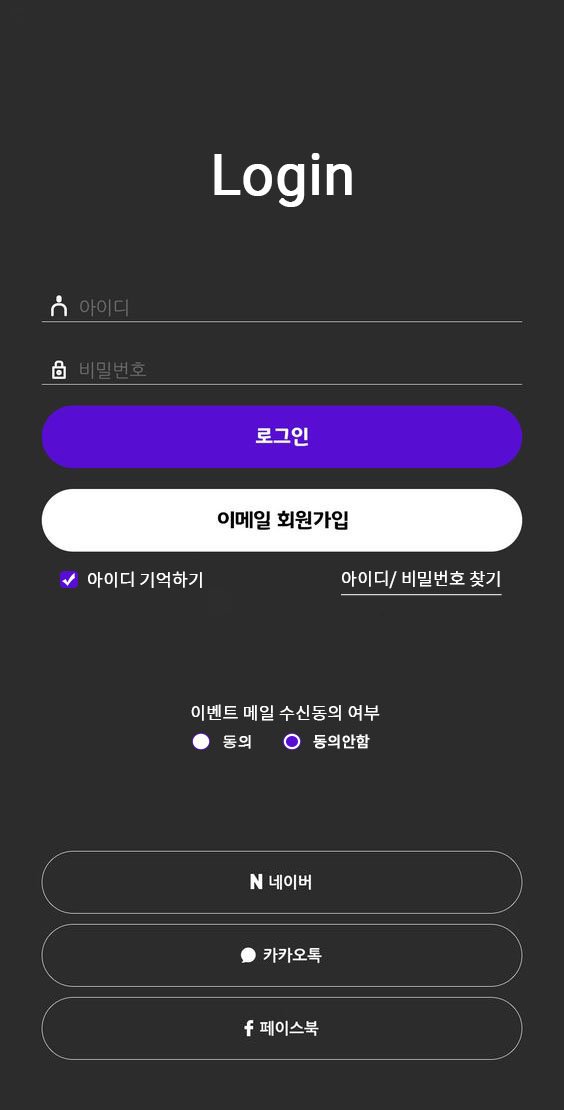 Login
아이디
비밀번호
로그인
이메일 회원가입
아이디 기억하기
아이디/ 비밀번호 찾기
이벤트 메일 수신동의 여부
동의 동의안함
N 네이버
카카오톡
f 페이스북